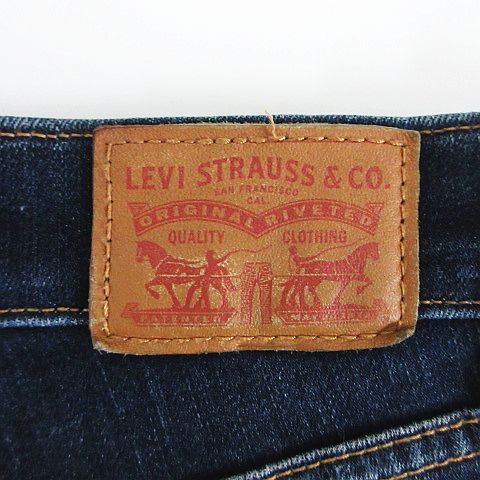 LEVI STRAUSS & CO.
SAN FRANCISCO
CAL.
ORIGINAL RIVETED
QUALITY CLOTHING